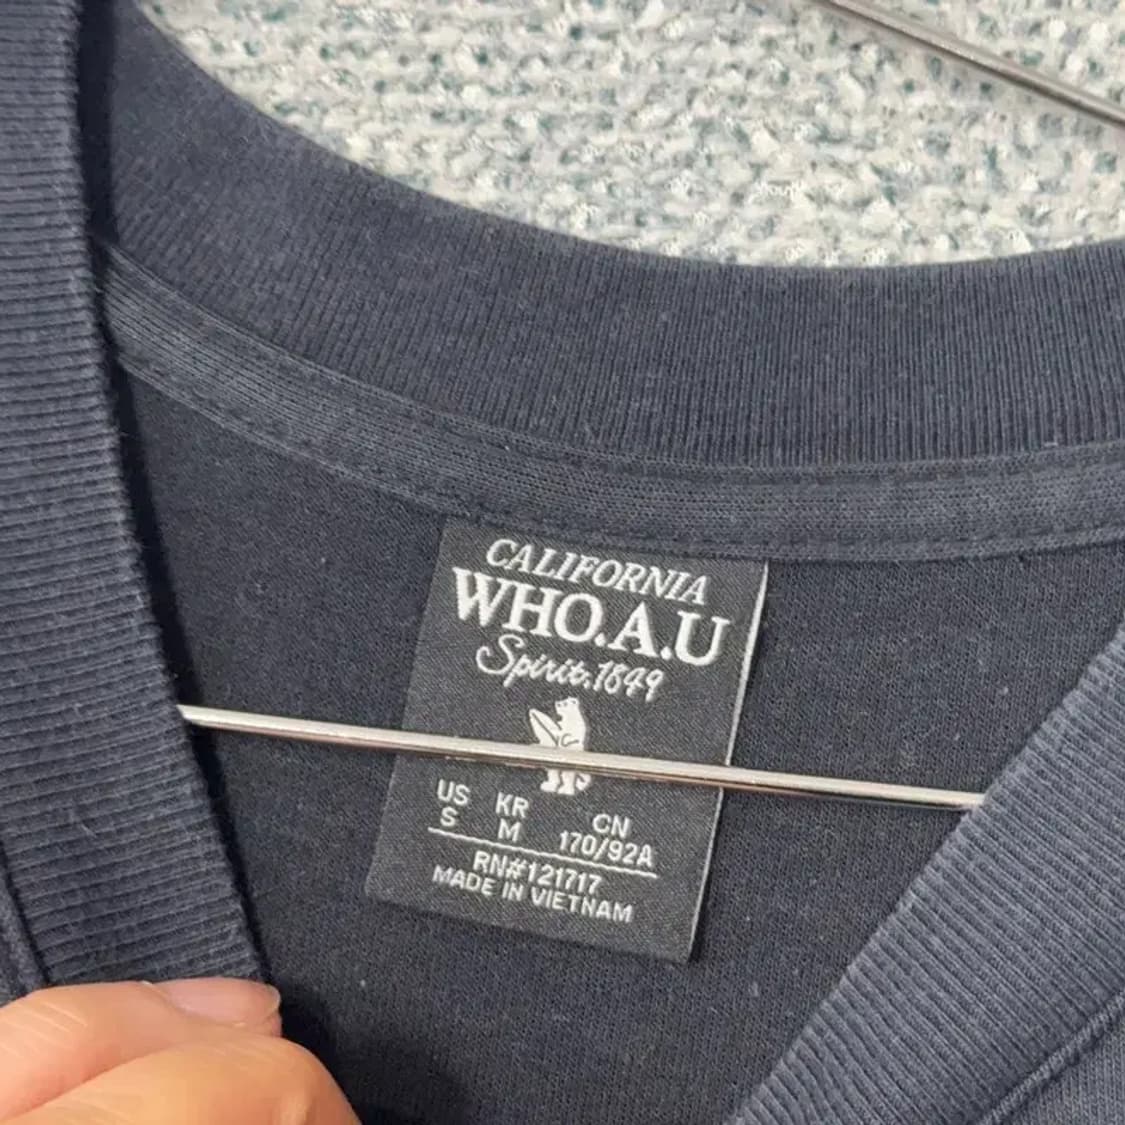 CALIFORNIA
WHO.A.U
Spirit.1849
US KR CN
S M 170/92A
RN#121717
MADE IN VIETNAM